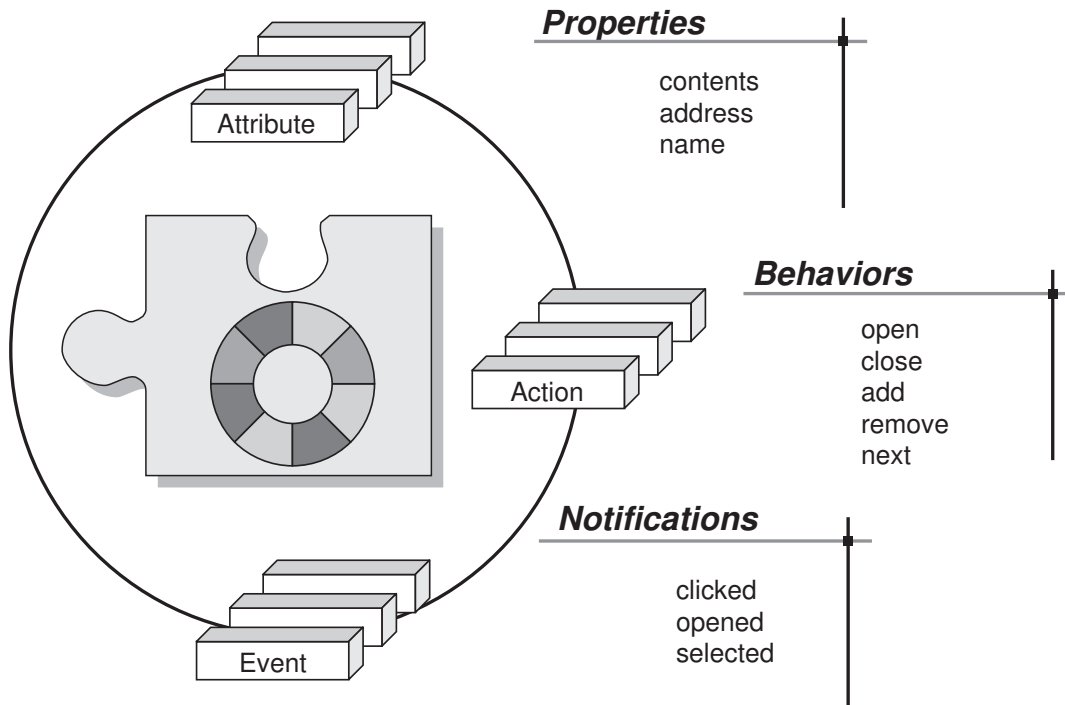 Properties
contents
address
name
Attribute
Behaviors
open
close
add
remove
next
Action
Notifications
clicked
opened
selected
Event